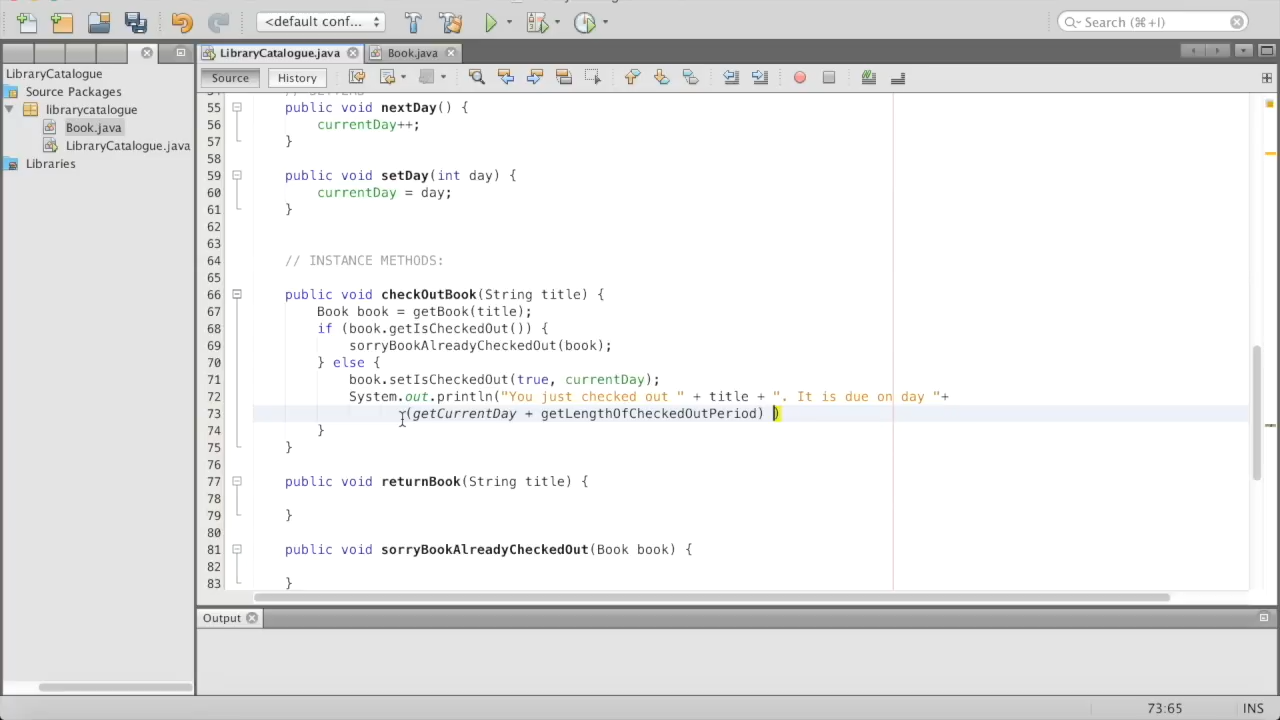 <default conf...
Search (⌘+I)
LibraryCatalogue.java
Book.java
LibraryCatalogue
Source
History
Source Packages
librarycatalogue
Book.java
LibraryCatalogue.java
Libraries
55 public void nextDay() {
56 currentDay++;
57 }
58
59 public void setDay(int day) {
60 currentDay = day;
61 }
62
63
64 // INSTANCE METHODS:
65
66 public void checkOutBook(String title) {
67 Book book = getBook(title);
68 if (book.getIsCheckedOut()) {
69 sorryBookAlreadyCheckedOut(book);
70 } else {
71 book.setIsCheckedOut(true, currentDay);
72 System.out.println("You just checked out " + title + ". It is due on day "+
73 (getCurrentDay + getLengthOfCheckedOutPeriod) )
74 }
75 }
76
77 public void returnBook(String title) {
78
79 }
80
81 public void sorryBookAlreadyCheckedOut(Book book) {
82
83 }
Output
73:65
INS